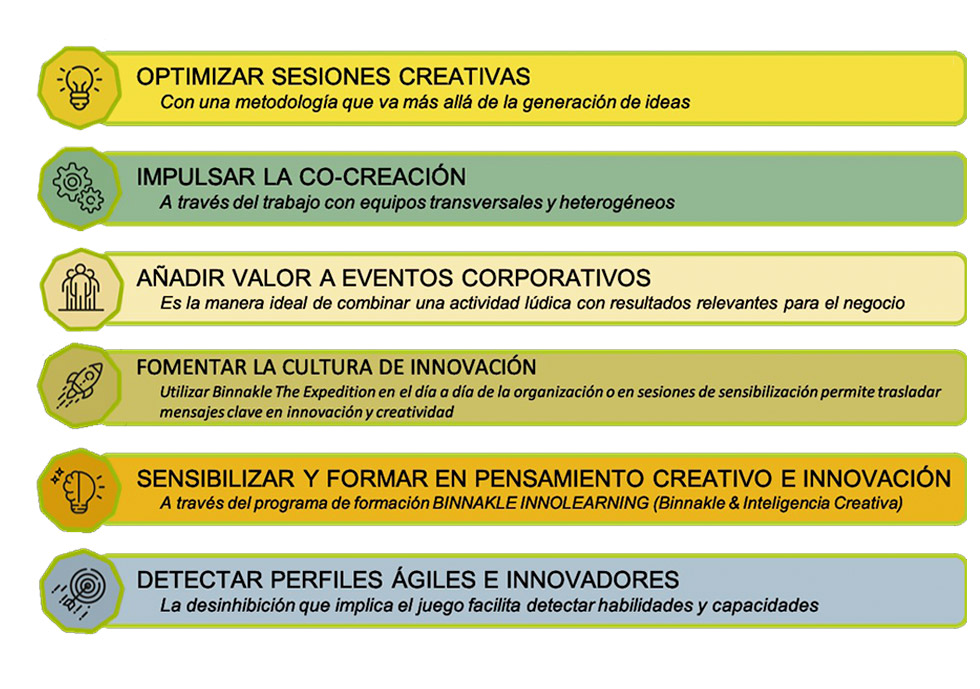 OPTIMIZAR SESIONES CREATIVAS
Con una metodología que va más allá de la generación de ideas
IMPULSAR LA CO-CREACIÓN
A través del trabajo con equipos transversales y heterogéneos
AÑADIR VALOR A EVENTOS CORPORATIVOS
Es la manera ideal de combinar una actividad lúdica con resultados relevantes para el negocio
FOMENTAR LA CULTURA DE INNOVACIÓN
Utilizar Binnakle The Expedition en el día a día de la organización o en sesiones de sensibilización permite trasladar
mensajes clave en innovación y creatividad
SENSIBILIZAR Y FORMAR EN PENSAMIENTO CREATIVO E INNOVACIÓN
A través del programa de formación BINNAKLE INNOLEARNING (Binnakle & Inteligencia Creativa)
DETECTAR PERFILES ÁGILES E INNOVADORES
La desinhibición que implica el juego facilita detectar habilidades y capacidades